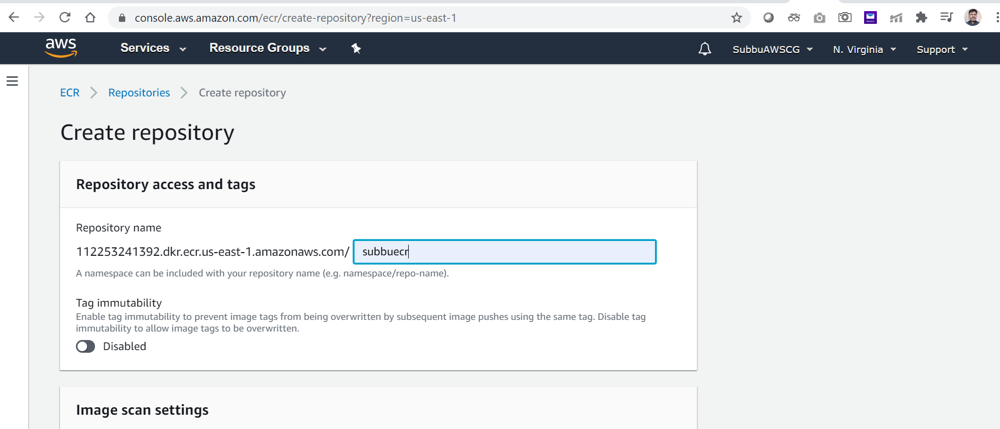 console.aws.amazon.com/ecr/create-repository?region=us-east-1
aws Services Resource Groups SubbuAWSCG N. Virginia Support
ECR Repositories Create repository
Create repository
Repository access and tags
Repository name
112253241392.dkr.ecr.us-east-1.amazonaws.com/ subbuecr
A namespace can be included with your repository name (e.g. namespace/repo-name).
Tag immutability
Enable tag immutability to prevent image tags from being overwritten by subsequent image pushes using the same tag. Disable tag
immutability to allow image tags to be overwritten.
Disabled
Image scan settings